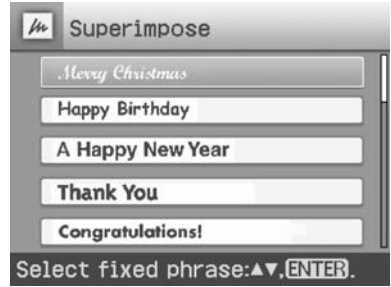 Superimpose
Merry Christmas
Happy Birthday
A Happy New Year
Thank You
Congratulations!
Select fixed phrase:▲▼,ENTER.